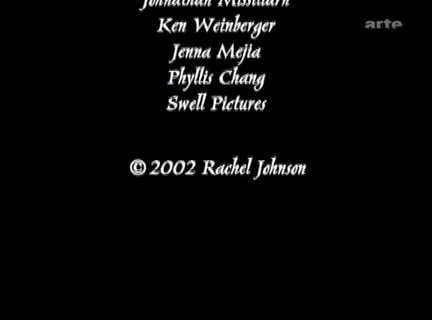 arte
Ken Weinberger
Jenna Mejia
Phyllis Chang
Swell Pictures
© 2002 Rachel Johnson